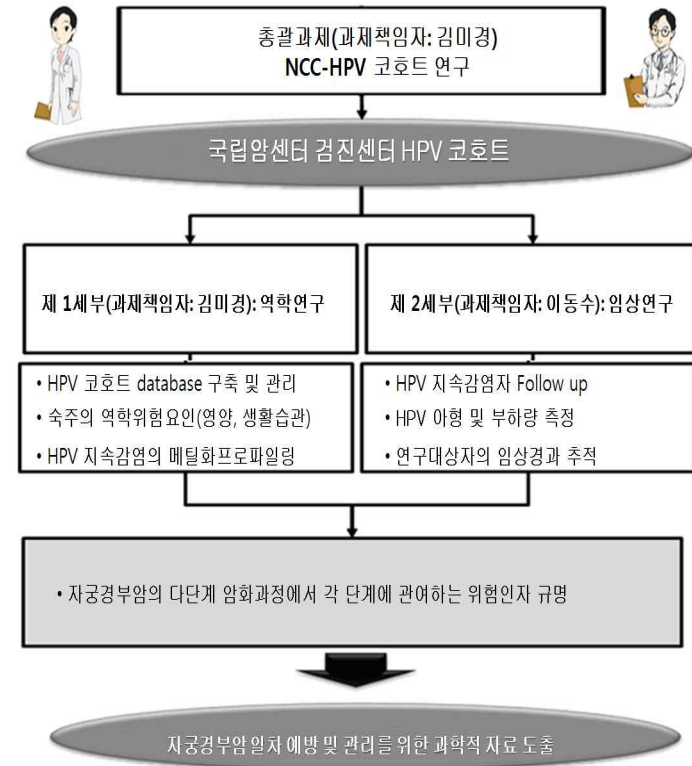 총괄과제(과제책임자: 김미경)
NCC-HPV 코호트 연구
국립암센터 검진센터 HPV 코호트
제 1세부(과제책임자: 김미경): 역학연구
제 2세부(과제책임자: 이동수): 임상연구
• HPV 코호트 database 구축 및 관리
• 숙주의 역학위험요인(영양, 생활습관)
• HPV 지속감염의 메틸화프로파일링
• HPV 지속감염자 Follow up
• HPV 아형 및 부하량 측정
• 연구대상자의 임상경과 추적
• 자궁경부암의 다단계 암화과정에서 각 단계에 관여하는 위험인자 규명
자궁경부암 일차 예방 및 관리를 위한 과학적 자료 도출